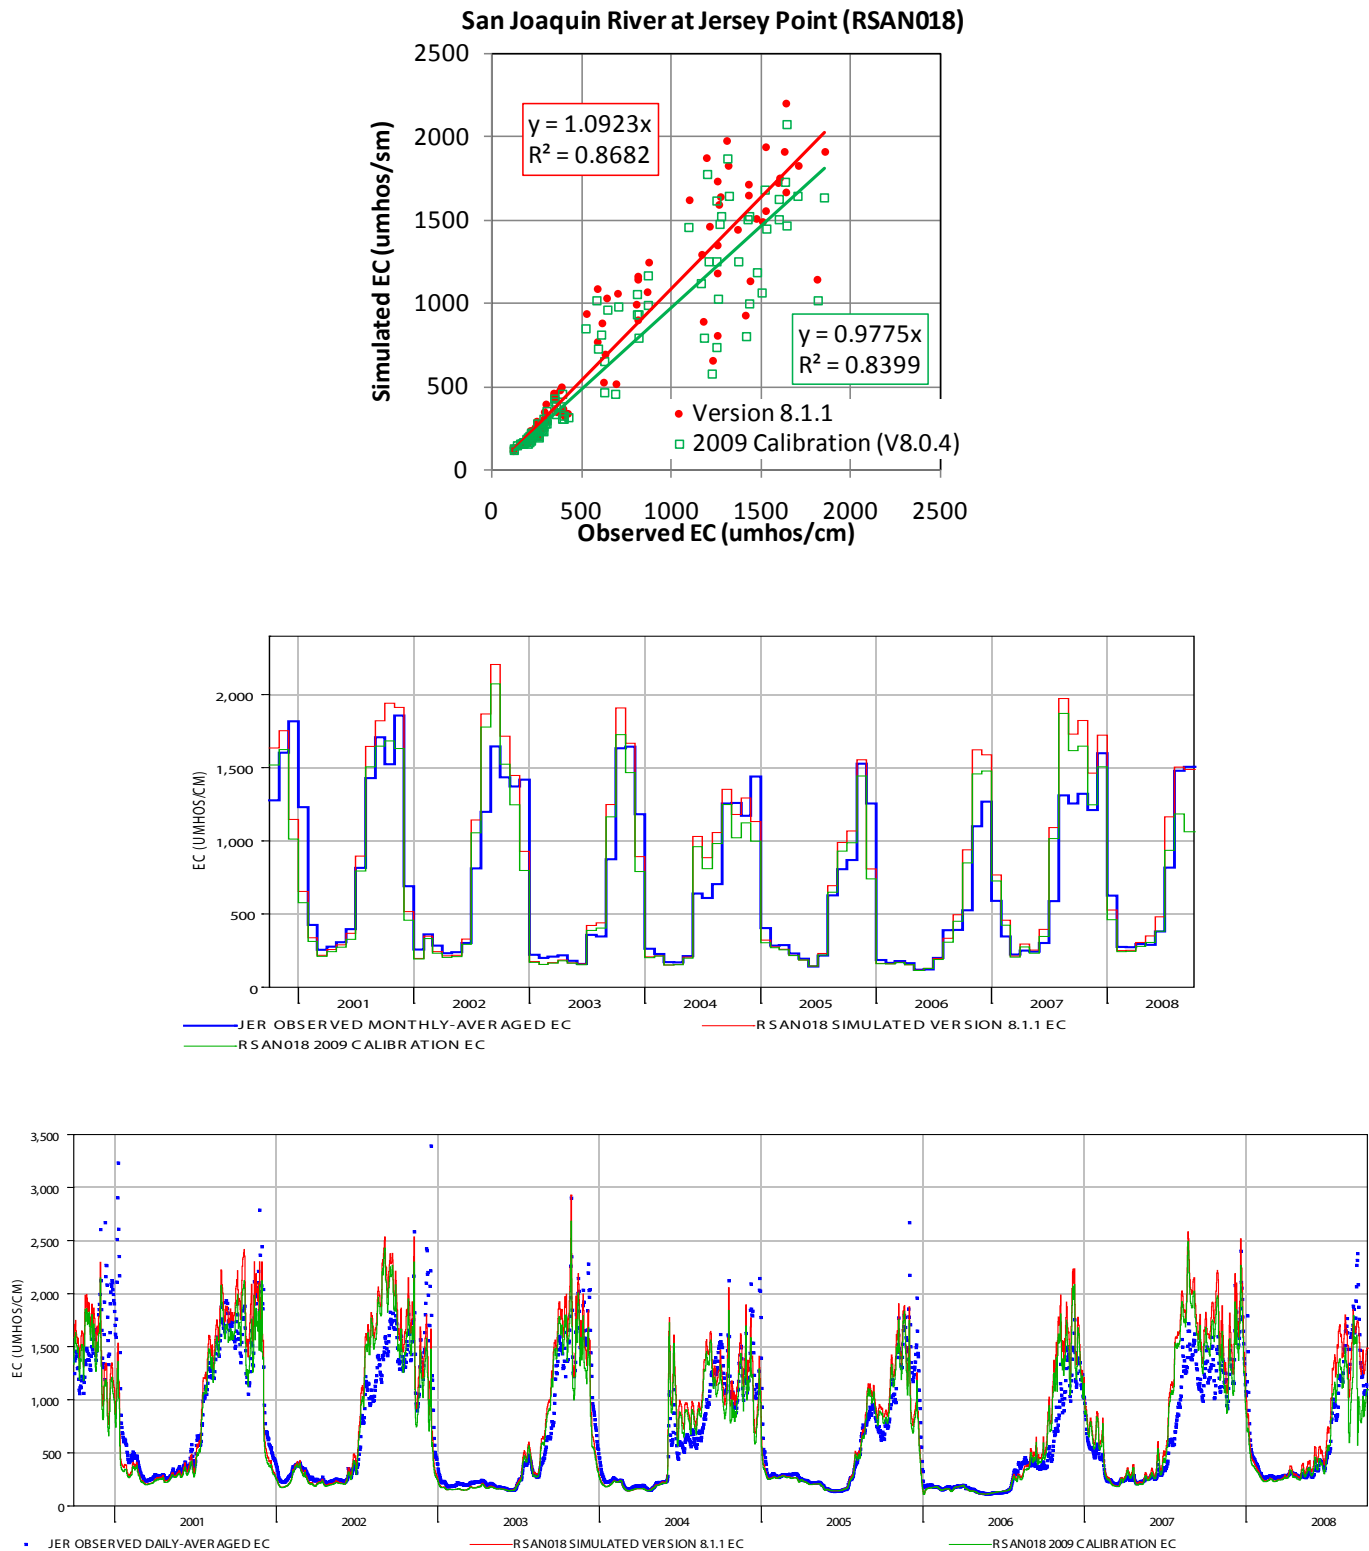 San Joaquin River at Jersey Point (RSAN018)
Simulated EC (umhos/sm)
2500
2000
1500
1000
500
0
y = 1.0923x
R² = 0.8682
y = 0.9775x
R² = 0.8399
Version 8.1.1
2009 Calibration (V8.0.4)
0 500 1000 1500 2000 2500
Observed EC (umhos/cm)
EC (UMHOS/CM)
2,000
1,500
1,000
500
0
2001 2002 2003 2004 2005 2006 2007 2008
JER OBSERVED MONTHLY-AVERAGED EC
RSAN018 SIMULATED VERSION 8.1.1 EC
RSAN018 2009 CALIBRATION EC
EC (UMHOS/CM)
3,500
3,000
2,500
2,000
1,500
1,000
500
0
2001 2002 2003 2004 2005 2006 2007 2008
JER OBSERVED DAILY-AVERAGED EC
RSAN018 SIMULATED VERSION 8.1.1 EC
RSAN018 2009 CALIBRATION EC